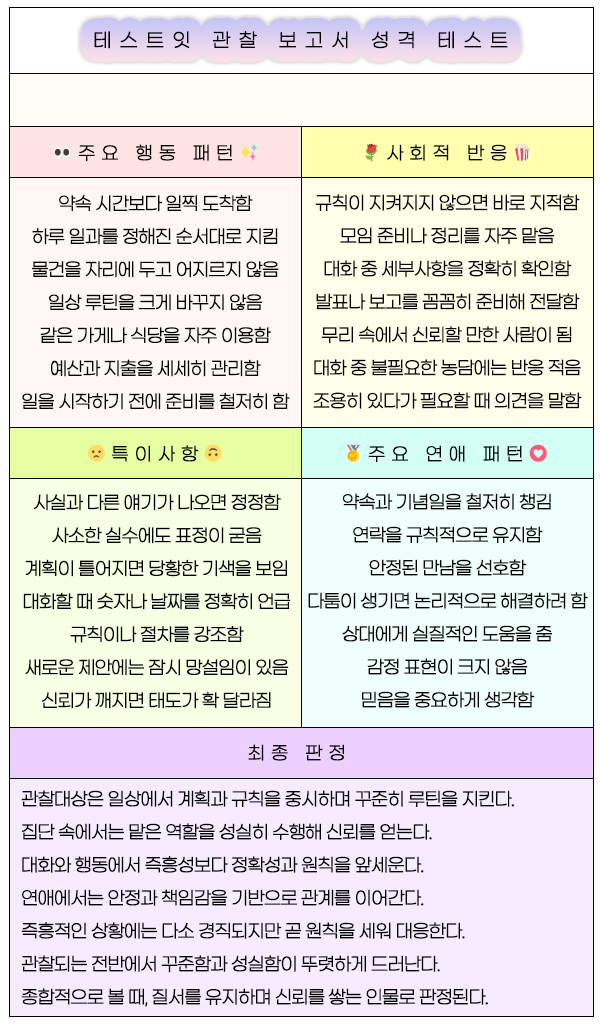 테스트잇 관찰 보고서 성격 테스트
👀 주요 행동 패턴 ✨
약속 시간보다 일찍 도착함
하루 일과를 정해진 순서대로 지킴
물건을 자리에 두고 어지르지 않음
일상 루틴을 크게 바꾸지 않음
같은 가게나 식당을 자주 이용함
예산과 지출을 세세히 관리함
일을 시작하기 전에 준비를 철저히 함
🌹 사회적 반응 🍿
규칙이 지켜지지 않으면 바로 지적함
모임 준비나 정리를 자주 맡음
대화 중 세부사항을 정확히 확인함
발표나 보고를 꼼꼼히 준비해 전달함
무리 속에서 신뢰할 만한 사람이 됨
대화 중 불필요한 농담에는 반응 적음
조용히 있다가 필요할 때 의견을 말함
🙁 특이사항 🙃
사실과 다른 얘기가 나오면 정정함
사소한 실수에도 표정이 굳음
계획이 틀어지면 당황한 기색을 보임
대화할 때 숫자나 날짜를 정확히 언급
규칙이나 절차를 강조함
새로운 제안에는 잠시 망설임이 있음
신뢰가 깨지면 태도가 확 달라짐
🏅 주요 연애 패턴 💟
약속과 기념일을 철저히 챙김
연락을 규칙적으로 유지함
안정된 만남을 선호함
다툼이 생기면 논리적으로 해결하려 함
상대에게 실질적인 도움을 줌
감정 표현이 크지 않음
믿음을 중요하게 생각함
최종 판정
관찰대상은 일상에서 계획과 규칙을 중시하며 꾸준히 루틴을 지킨다.
집단 속에서는 맡은 역할을 성실히 수행해 신뢰를 얻는다.
대화와 행동에서 즉흥성보다 정확성과 원칙을 앞세운다.
연애에서는 안정과 책임감을 기반으로 관계를 이어간다.
즉흥적인 상황에는 다소 경직되지만 곧 원칙을 세워 대응한다.
관찰되는 전반에서 꾸준함과 성실함이 뚜렷하게 드러난다.
종합적으로 볼 때, 질서를 유지하며 신뢰를 쌓는 인물로 판정된다.